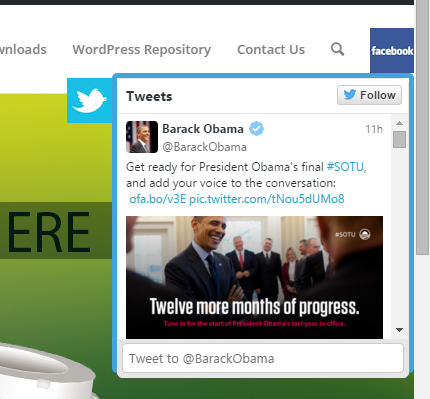 wnloads WordPress Repository Contact Us facebook
Tweets Follow
Barack Obama 11h
@BarackObama
Get ready for President Obama's final #SOTU,
and add your voice to the conversation:
ofa.bo/v3E pic.twitter.com/tNou5dUMo8
ERE
#SOTU
Twelve more months of progress.
Tune in for the start of President Obama's last year in office.
Tweet to @BarackObama